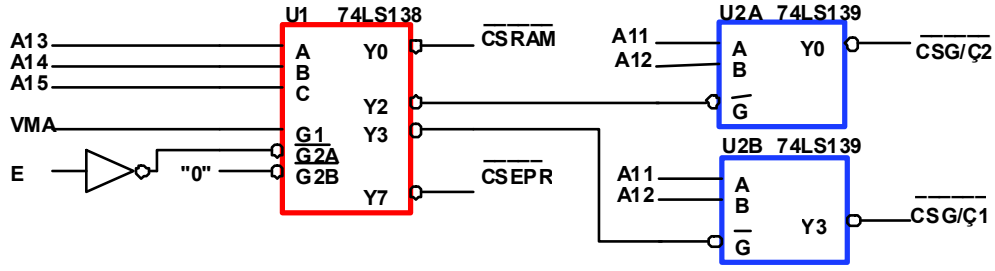 U1 74LS138
A13
A14
A15
VMA
E
"0"
A
B
C
G1
G2A
G2B
Y0
Y2
Y3
Y7
CSRAM
CSEPR
U2A 74LS139
A11
A12
A
B
G
Y0
CSG/Ç2
U2B 74LS139
A11
A12
A
B
G
Y3
CSG/Ç1